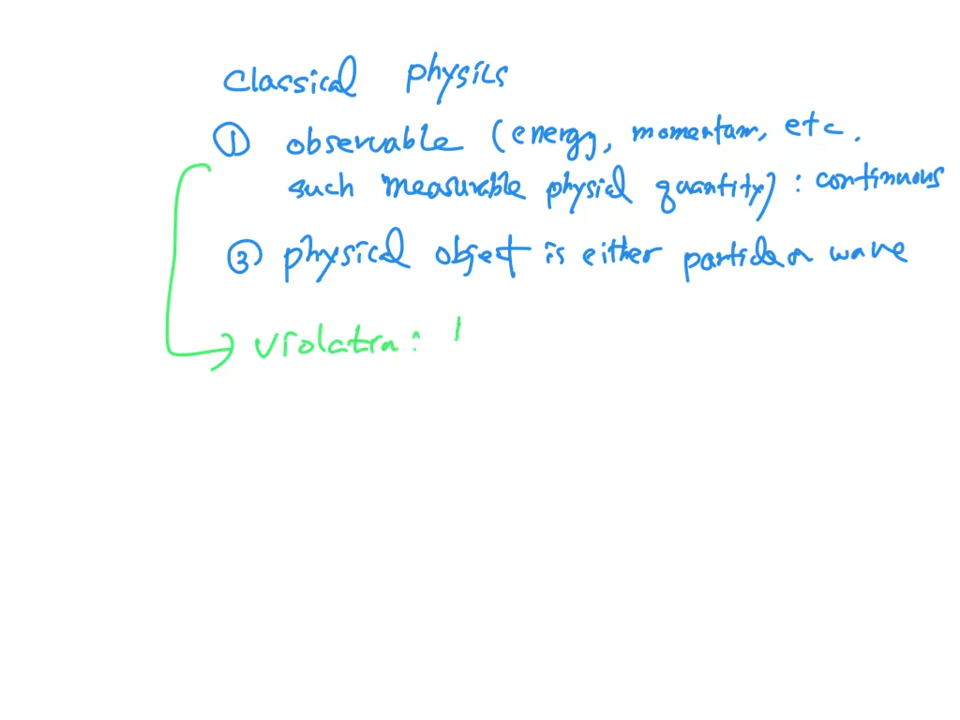 classical physics
① observable (energy, momentum, etc.
such measurable physical quantity) : continuous
② physical object is either particle or wave
violation :